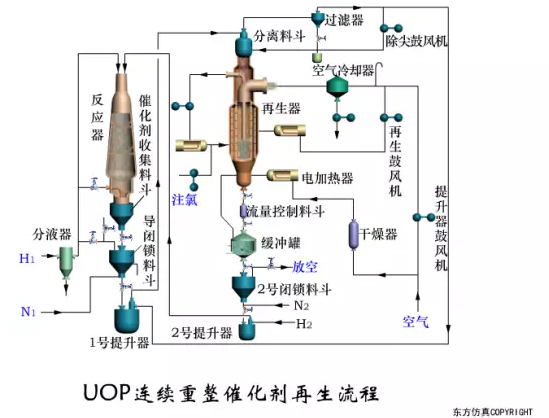 分离料斗
过滤器
除尖鼓风机
空气冷却器
反应器
催化剂收集料斗
再生器
再生鼓风机
提升器鼓风机
注氯
电加热器
流量控制料斗
分液器
导闭锁料斗
缓冲罐
干燥器
H1
放空
N1
2号闭锁料斗
N2
H2
空气
1号提升器
2号提升器
UOP连续重整催化剂再生流程
东方仿真COPYRIGHT